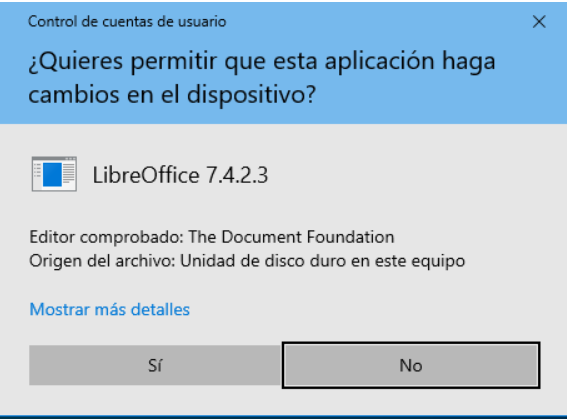 Control de cuentas de usuario
¿Quieres permitir que esta aplicación haga
cambios en el dispositivo?
LibreOffice 7.4.2.3
Editor comprobado: The Document Foundation
Origen del archivo: Unidad de disco duro en este equipo
Mostrar más detalles
Sí
No